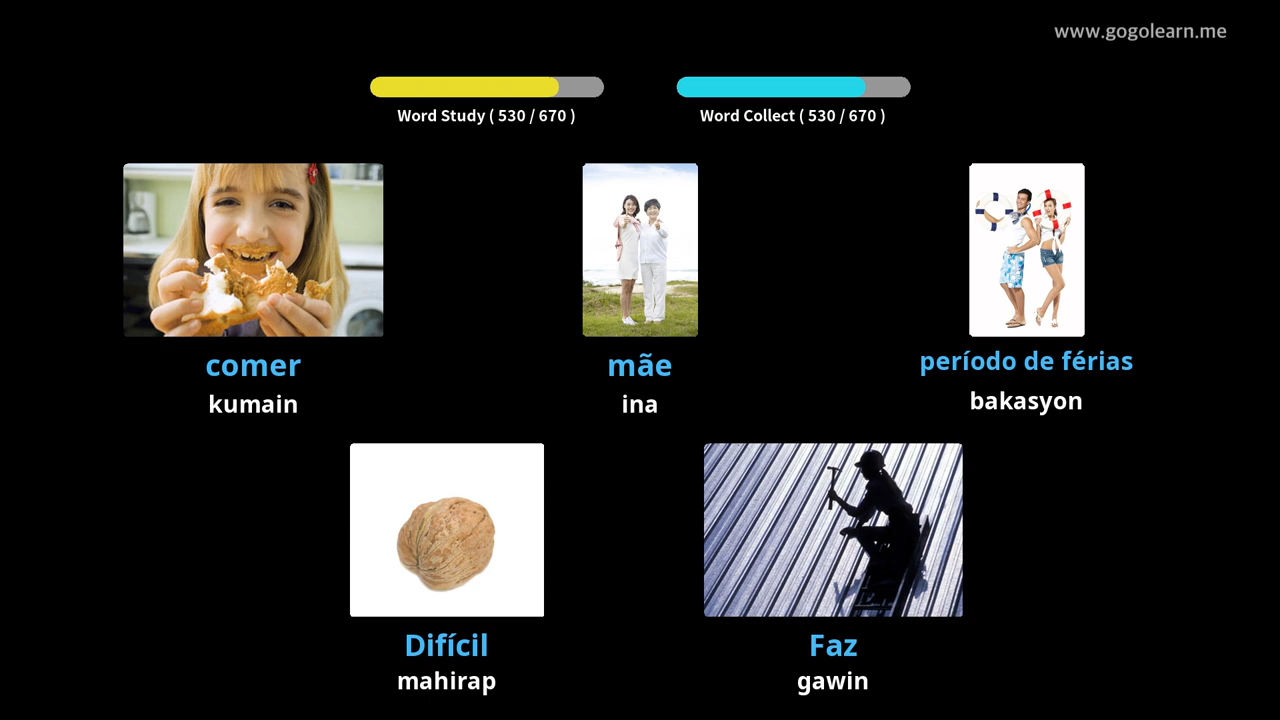 www.gogolearn.me
Word Study ( 530 / 670 )
Word Collect ( 530 / 670 )
comer
kumain
mãe
ina
período de férias
bakasyon
Difícil
mahirap
Faz
gawin